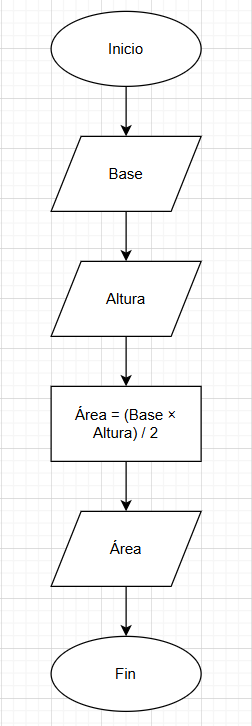 Inicio
Base
Altura
Área = (Base ×
Altura) / 2
Área
Fin